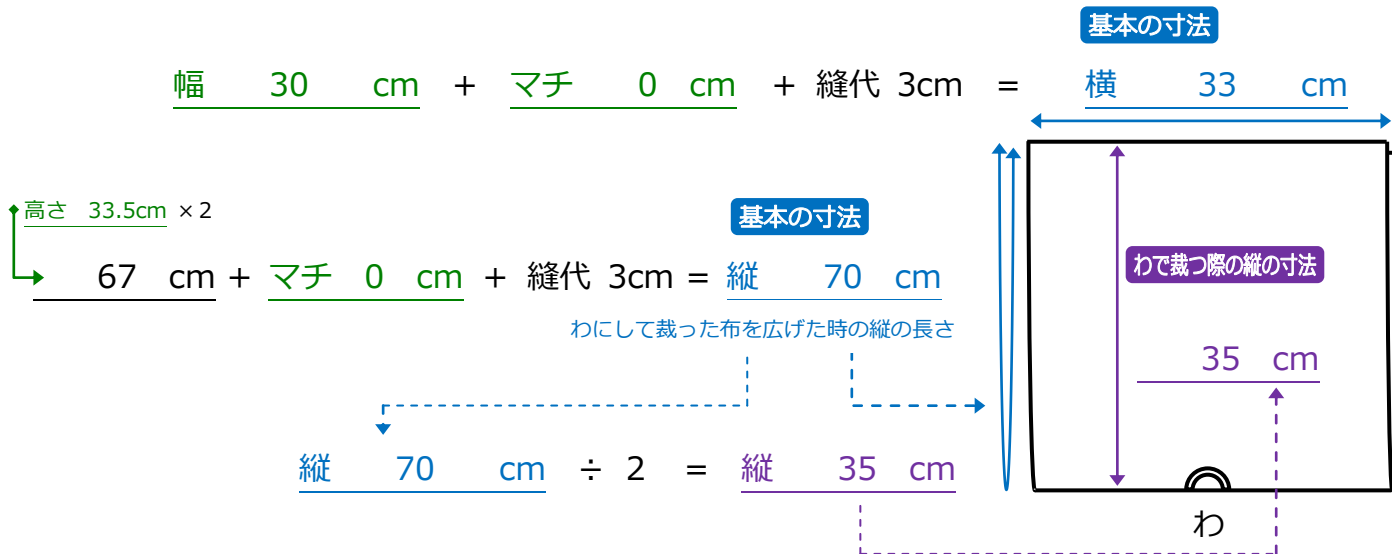 基本の寸法
幅 30 cm + マチ 0 cm + 縫代 3cm = 横 33 cm
高さ 33.5cm ×2
基本の寸法
67 cm + マチ 0 cm + 縫代 3cm = 縦 70 cm
わで裁つ際の縦の寸法
わにして裁った布を広げた時の縦の長さ
35 cm
縦 70 cm ÷ 2 = 縦 35 cm
わ